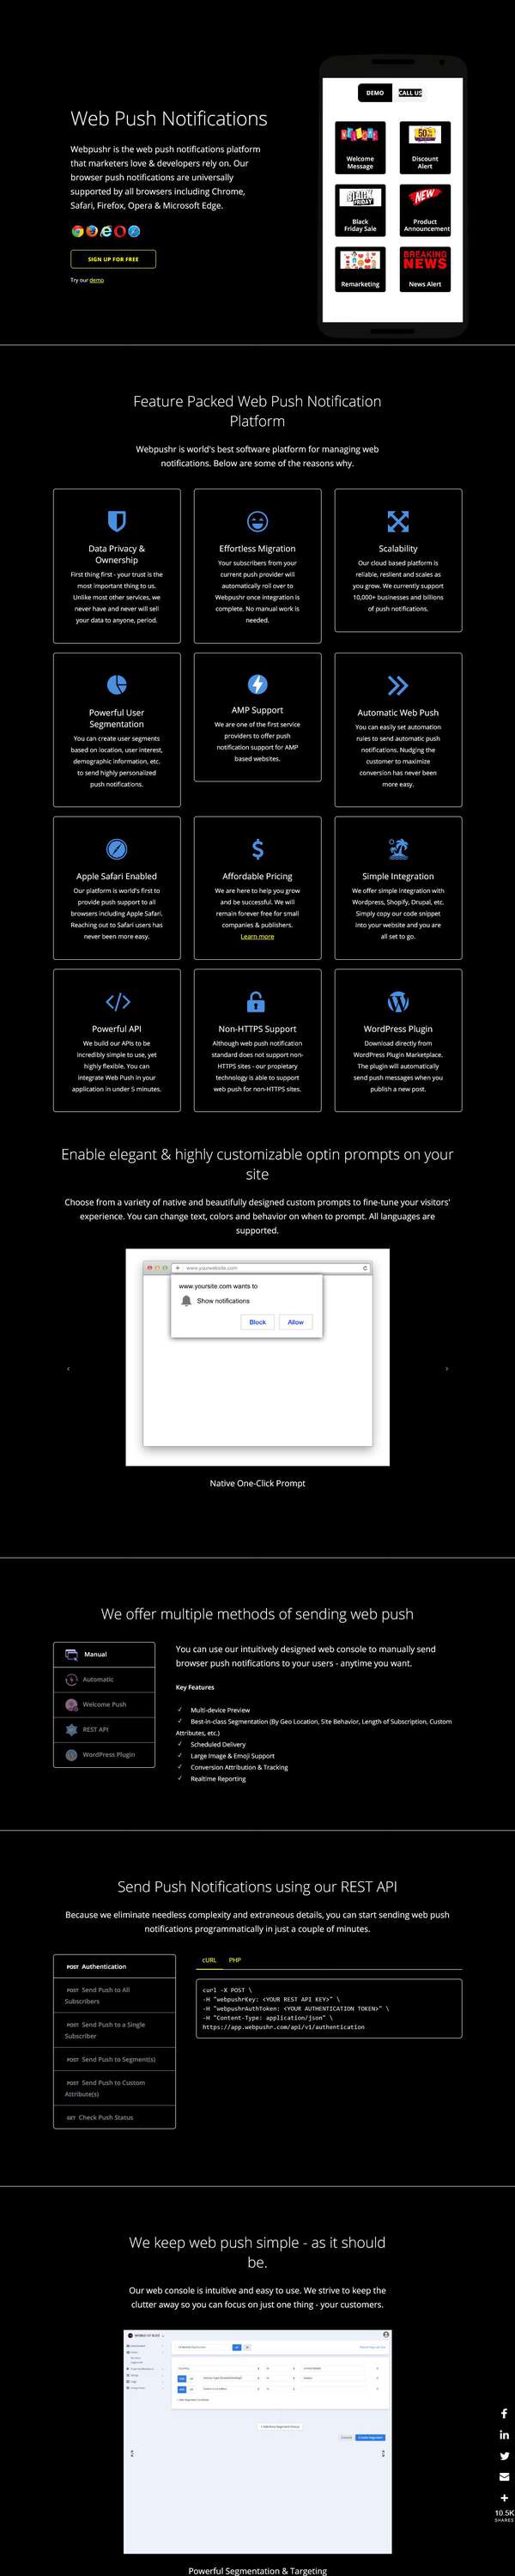 DEMO
CALL US
Web Push Notifications
Webpushr is the web push notifications platform
that marketers love & developers rely on. Our
browser push notifications are universally
supported by all browsers including Chrome,
Safari, Firefox, Opera & Microsoft Edge.
SIGN UP FOR FREE
Try our demo
WELCOME
Welcome
Message
50%
Discount
Alert
BLACK
FRIDAY
Black
Friday Sale
NEW
Product
Announcement
Remarketing
BREAKING
NEWS
News Alert
Feature Packed Web Push Notification
Platform
Webpushr is world's best software platform for managing web
notifications. Below are some of the reasons why.
Data Privacy &
Ownership
First thing first - your trust is the
most important thing to us.
Unlike most other services, we
never have and never will sell
your data to anyone, period.
Effortless Migration
Your subscribers from your
current push provider will
automatically roll over to
Webpushr once integration is
complete. No manual work is
needed.
Scalability
Our cloud based platform is
reliable, resilient and scales as
you grow. We currently support
10,000+ businesses and billions
of push notifications.
Powerful User
Segmentation
You can create user segments
based on location, user interest,
demographic information, etc.
to send highly personalized
push notifications.
AMP Support
We are one of the first service
providers to offer push
notification support for AMP
based websites.
Automatic Web Push
You can easily set automation
rules to send automatic push
notifications. Nudging the
customer to maximize
conversion has never been
more easy.
Apple Safari Enabled
Our platform is world's first to
provide push support to all
browsers including Apple Safari.
Reaching out to Safari users has
never been more easy.
Affordable Pricing
We are here to help you grow
and be successful. We will
remain forever free for small
companies & publishers.
Learn more
Simple Integration
We offer simple integration with
Wordpress, Shopify, Drupal, etc.
Simply copy our code snippet
into your website and you are
all set to go.
Powerful API
We build our APIs to be
incredibly simple to use, yet
highly flexible. You can
integrate Web Push in your
application in under 5 minutes.
Non-HTTPS Support
Although web push notification
standard does not support non-
HTTPS sites - our propietary
technology is able to support
web push for non-HTTPS sites.
WordPress Plugin
Download directly from
WordPress Plugin Marketplace.
The plugin will automatically
send push messages when you
publish a new post.
Enable elegant & highly customizable optin prompts on your
site
Choose from a variety of native and beautifully designed custom prompts to fine-tune your visitors'
experience. You can change text, colors and behavior on when to prompt. All languages are
supported.
www.yourwebsite.com
www.yoursite.com wants to
Show notifications
Block
Allow
Native One-Click Prompt
We offer multiple methods of sending web push
Manual
Automatic
Welcome Push
REST API
WordPress Plugin
You can use our intuitively designed web console to manually send
browser push notifications to your users - anytime you want.
Key Features
✓ Multi-device Preview
✓ Best-in-class Segmentation (By Geo Location, Site Behavior, Length of Subscription, Custom
Attributes, etc.)
✓ Scheduled Delivery
✓ Large Image & Emoji Support
✓ Conversion Attribution & Tracking
✓ Realtime Reporting
Send Push Notifications using our REST API
Because we eliminate needless complexity and extraneous details, you can start sending web push
notifications programmatically in just a couple of minutes.
POST Authentication
POST Send Push to All
Subscribers
POST Send Push to a Single
Subscriber
POST Send Push to Segment(s)
POST Send Push to Custom
Attribute(s)
GET Check Push Status
cURL PHP
curl -X POST \
-H "webpushrKey: <YOUR REST API KEY>" \
-H "webpushrAuthToken: <YOUR AUTHENTICATION TOKEN>" \
-H "Content-Type: application/json" \
https://app.webpushr.com/api/v1/authentication
We keep web push simple - as it should
be.
Our web console is intuitive and easy to use. We strive to keep the
clutter away so you can focus on just one thing - your customers.
Powerful Segmentation & Targeting
10.5K
SHARES